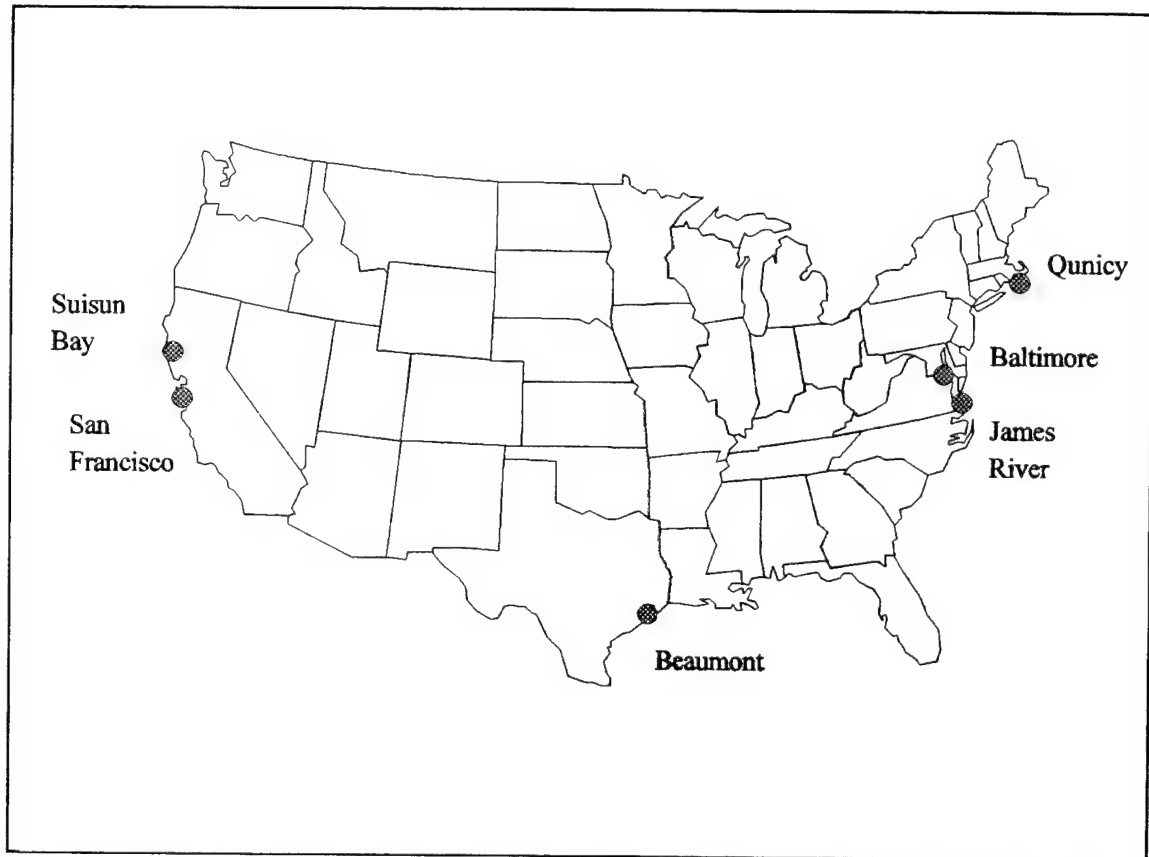 Qunicy
Suisun
Bay
Baltimore
San
Francisco
James
River
Beaumont